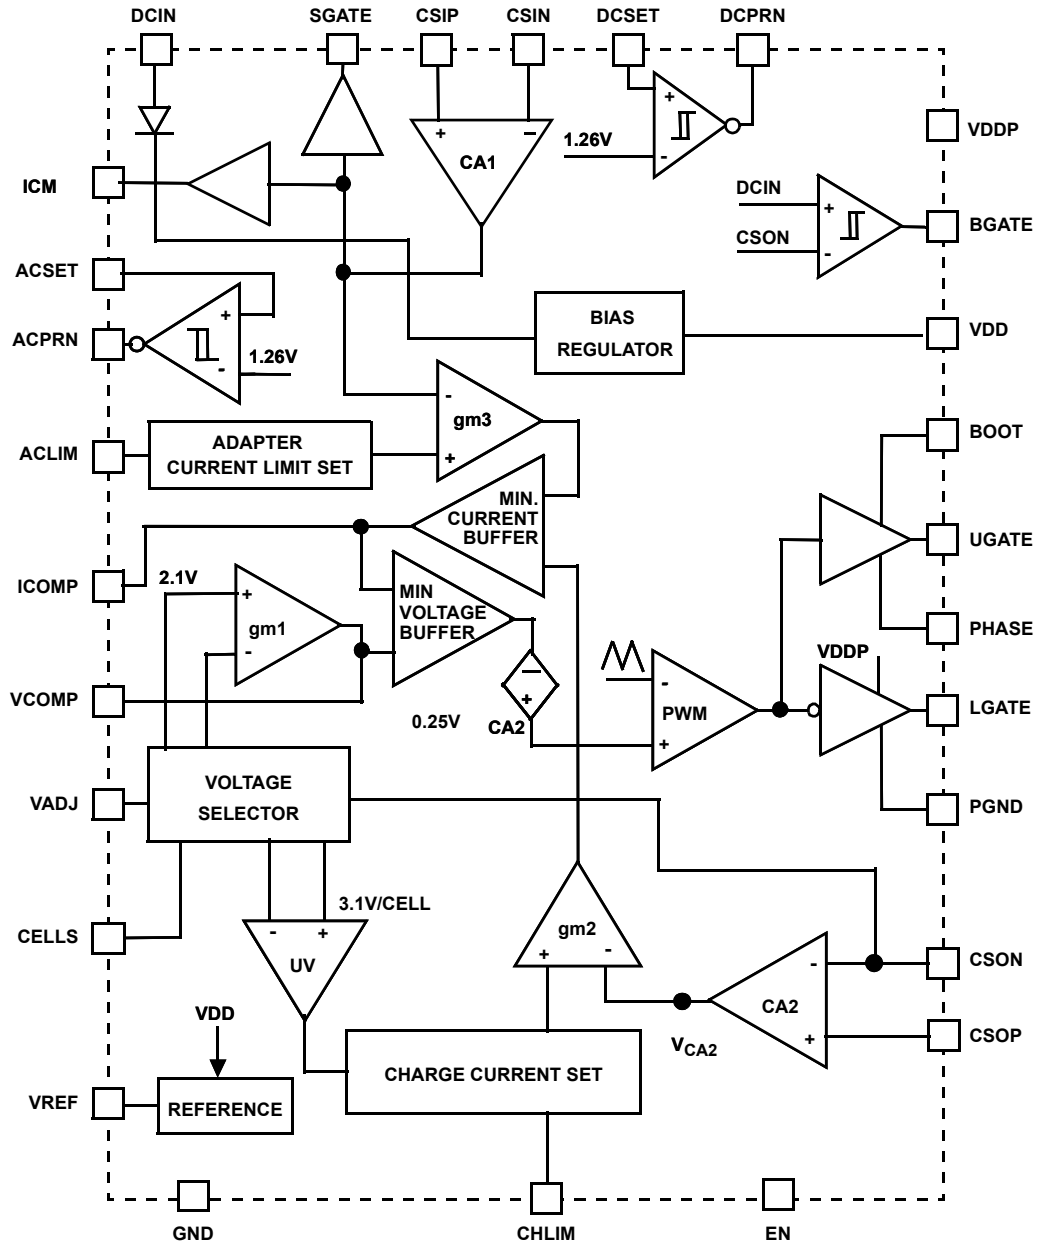 DCIN
SGATE
CSIP
CSIN
DCSET
DCPRN
VDDP
+
-
1.26V
+
−
CA1
ICM
DCIN
+
CSON
-
BGATE
ACSET
+
ACPRN
1.26V
-
BIAS
REGULATOR
VDD
-
gm3
+
ACLIM
ADAPTER
CURRENT LIMIT SET
BOOT
MIN.
CURRENT
BUFFER
UGATE
ICOMP
2.1V
+
gm1
-
MIN
VOLTAGE
BUFFER
PHASE
VDDP
VCOMP
0.25V
−
+
CA2
-
PWM
+
LGATE
VADJ
VOLTAGE
SELECTOR
PGND
3.1V/CELL
CELLS
-
+
UV
gm2
+
-
-
CA2
+
CSON
CSOP
VCA2
VDD
CHARGE CURRENT SET
VREF
REFERENCE
GND
CHLIM
EN